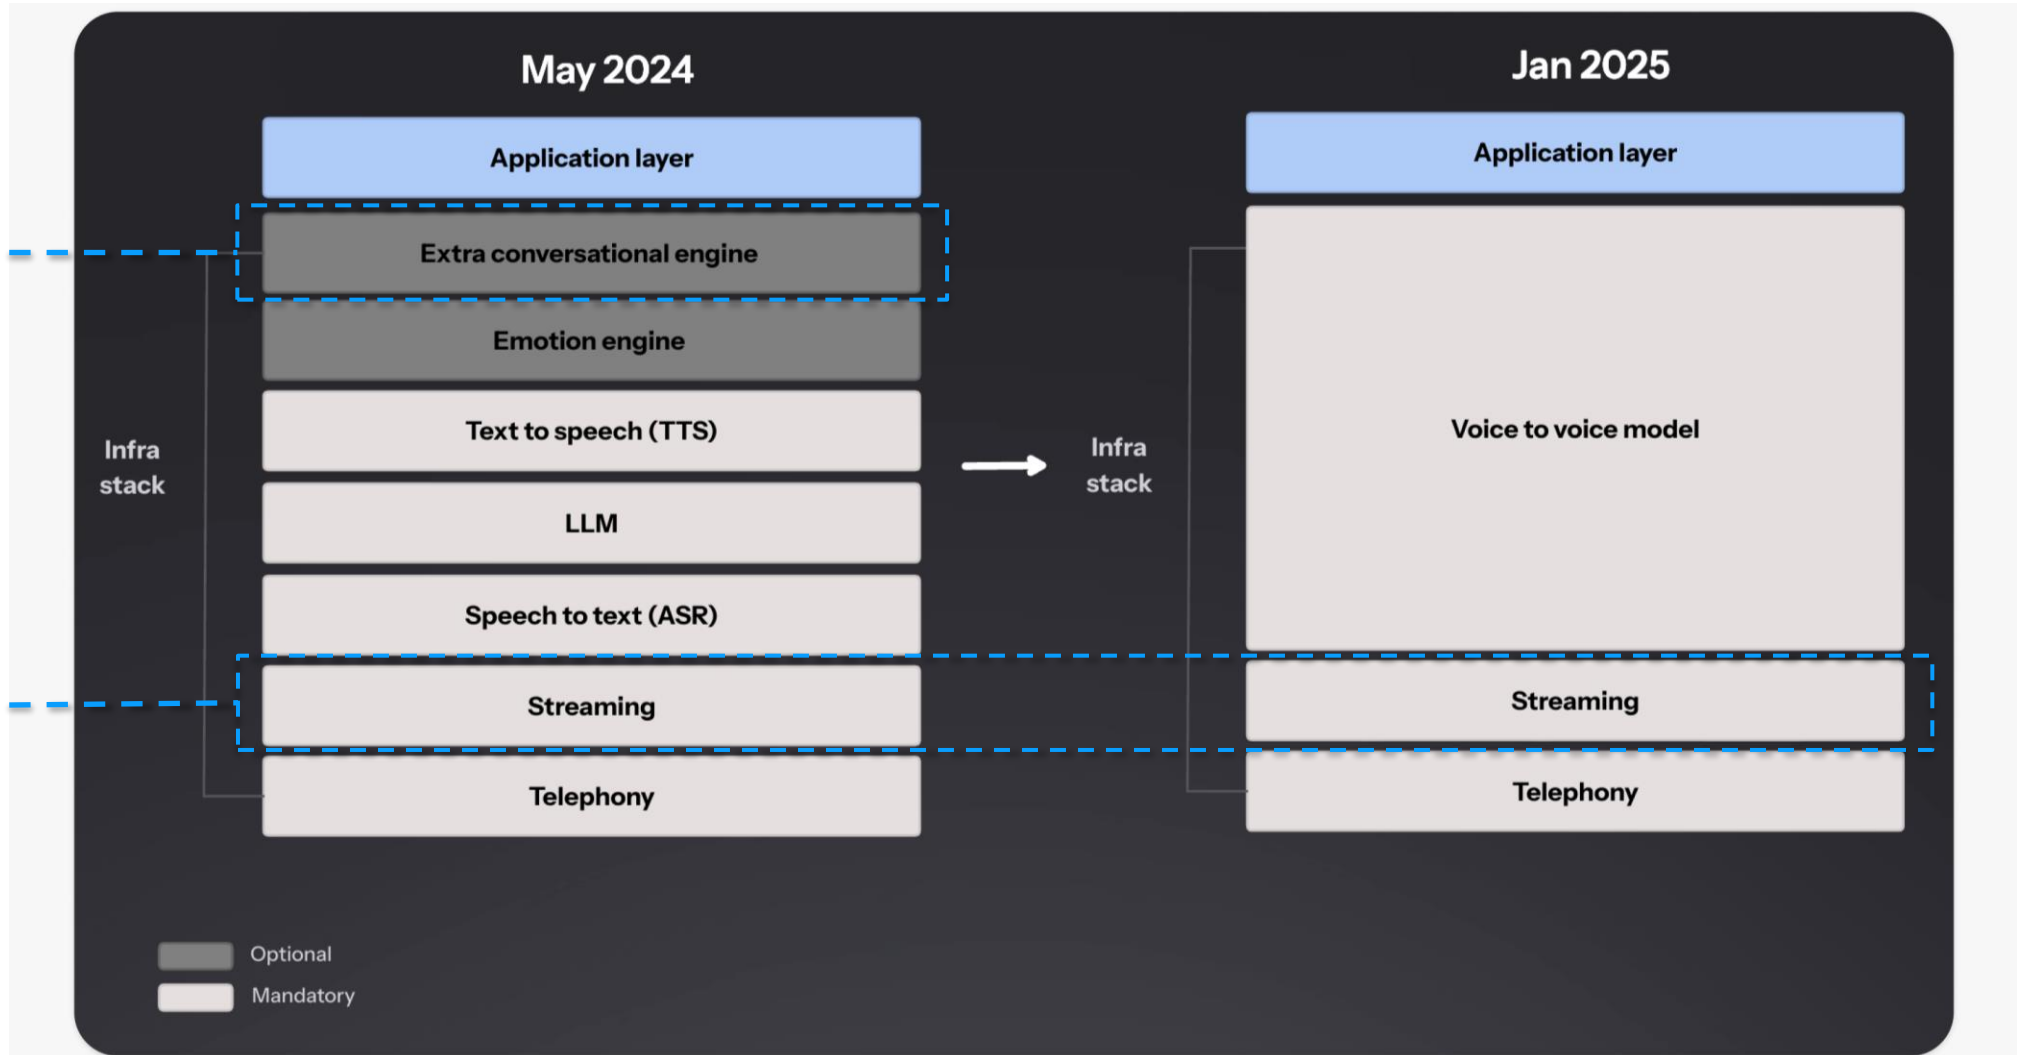 May 2024
Application layer
Extra conversational engine
Emotion engine
Text to speech (TTS)
LLM
Speech to text (ASR)
Streaming
Telephony
Infra
stack
Jan 2025
Application layer
Voice to voice model
Streaming
Telephony
Infra
stack
Optional
Mandatory